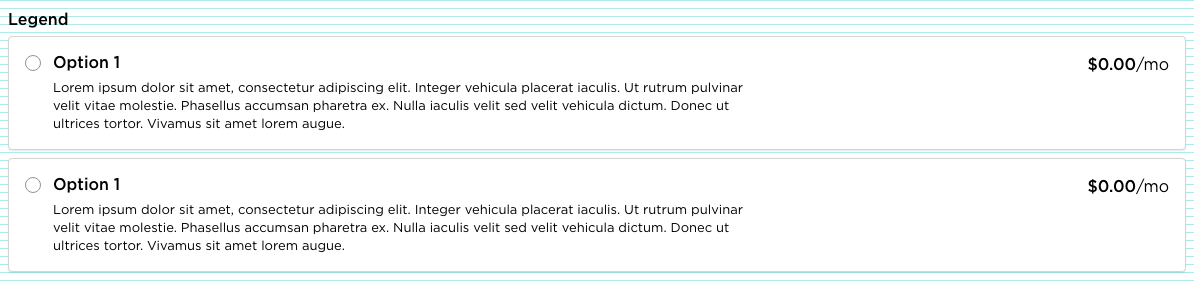 Legend
Option 1
$0.00/mo
Lorem ipsum dolor sit amet, consectetur adipiscing elit. Integer vehicula placerat iaculis. Ut rutrum pulvinar
velit vitae molestie. Phasellus accumsan pharetra ex. Nulla iaculis velit sed velit vehicula dictum. Donec ut
ultrices tortor. Vivamus sit amet lorem augue.
Option 1
$0.00/mo
Lorem ipsum dolor sit amet, consectetur adipiscing elit. Integer vehicula placerat iaculis. Ut rutrum pulvinar
velit vitae molestie. Phasellus accumsan pharetra ex. Nulla iaculis velit sed velit vehicula dictum. Donec ut
ultrices tortor. Vivamus sit amet lorem augue.